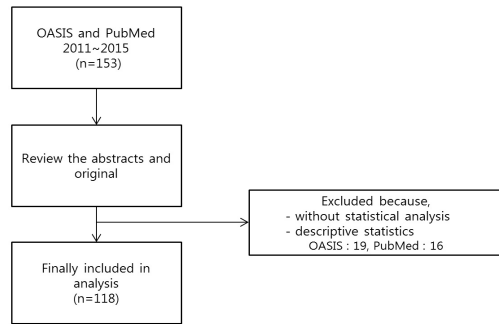 OASIS and PubMed
2011~2015
(n=153)
Review the abstracts and
original
Excluded because,
- without statistical analysis
- descriptive statistics
OASIS : 19, PubMed : 16
Finally included in
analysis
(n=118)